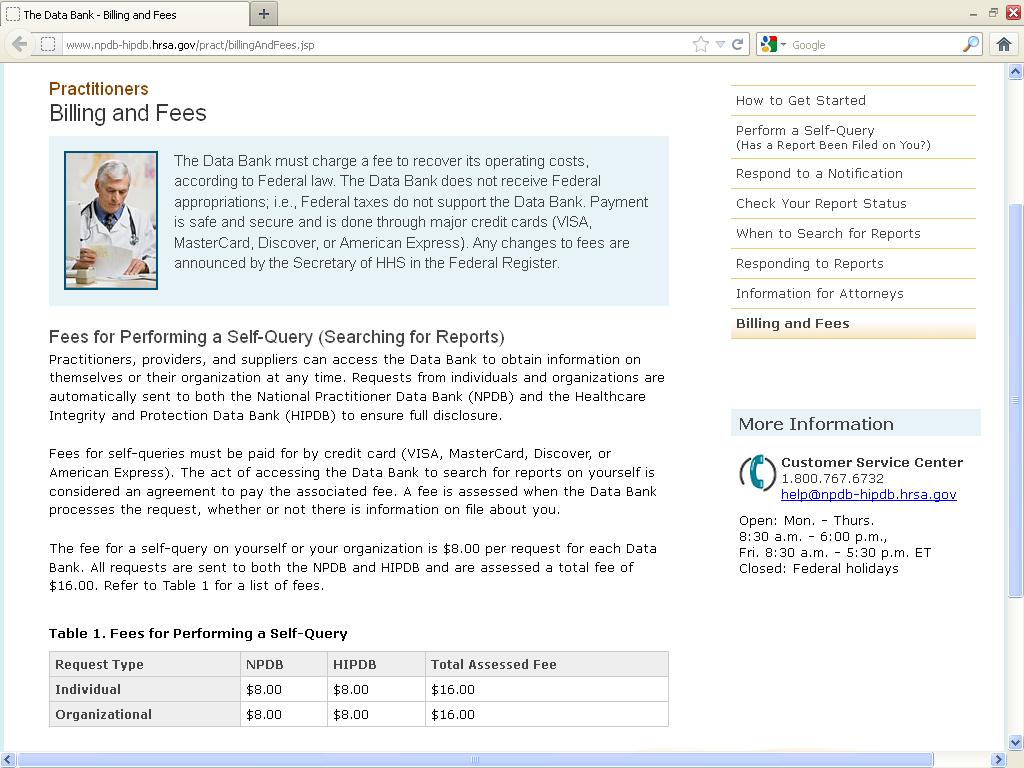 The Data Bank - Billing and Fees
www.npdb-hipdb.hrsa.gov/pract/billingAndFees.jsp
Google
Practitioners
Billing and Fees
The Data Bank must charge a fee to recover its operating costs,
according to Federal law. The Data Bank does not receive Federal
appropriations; i.e., Federal taxes do not support the Data Bank. Payment
is safe and secure and is done through major credit cards (VISA,
MasterCard, Discover, or American Express). Any changes to fees are
announced by the Secretary of HHS in the Federal Register.
Fees for Performing a Self-Query (Searching for Reports)
Practitioners, providers, and suppliers can access the Data Bank to obtain information on
themselves or their organization at any time. Requests from individuals and organizations are
automatically sent to both the National Practitioner Data Bank (NPDB) and the Healthcare
Integrity and Protection Data Bank (HIPDB) to ensure full disclosure.
Fees for self-queries must be paid for by credit card (VISA, MasterCard, Discover, or
American Express). The act of accessing the Data Bank to search for reports on yourself is
considered an agreement to pay the associated fee. A fee is assessed when the Data Bank
processes the request, whether or not there is information on file about you.
The fee for a self-query on yourself or your organization is $8.00 per request for each Data
Bank. All requests are sent to both the NPDB and HIPDB and are assessed a total fee of
$16.00. Refer to Table 1 for a list of fees.
Table 1. Fees for Performing a Self-Query
Request Type NPDB HIPDB Total Assessed Fee
Individual $8.00 $8.00 $16.00
Organizational $8.00 $8.00 $16.00
How to Get Started
Perform a Self-Query
(Has a Report Been Filed on You?)
Respond to a Notification
Check Your Report Status
When to Search for Reports
Responding to Reports
Information for Attorneys
Billing and Fees
More Information
Customer Service Center
1.800.767.6732
help@npdb-hipdb.hrsa.gov
Open: Mon. - Thurs.
8:30 a.m. - 6:00 p.m.,
Fri. 8:30 a.m. - 5:30 p.m. ET
Closed: Federal holidays